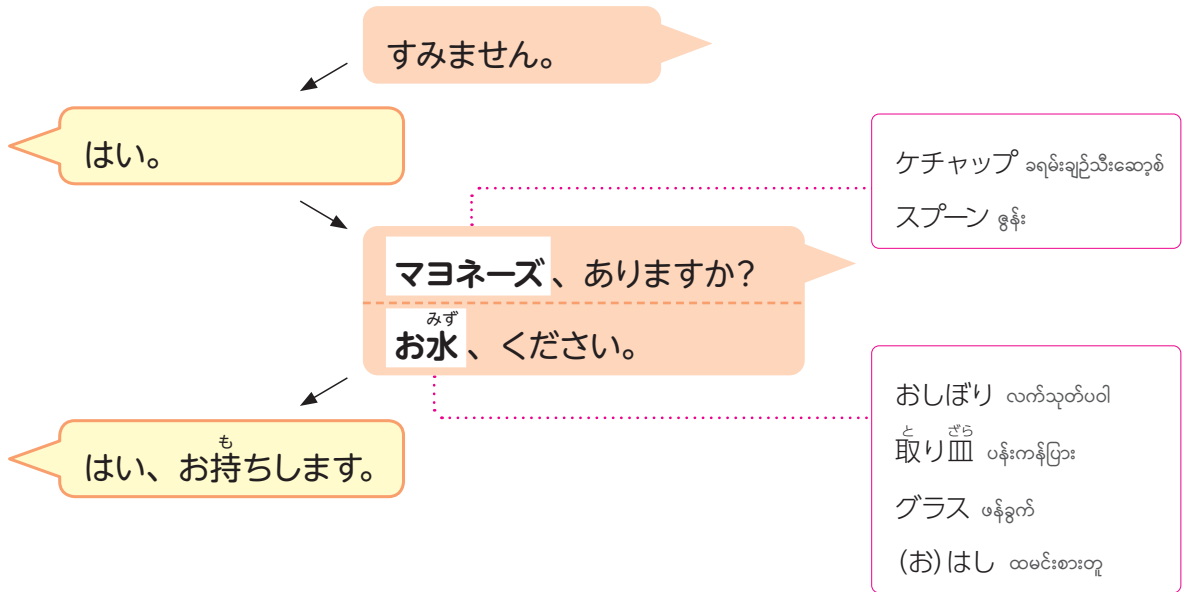 すみません。
はい。
マヨネーズ、ありますか?
お水、ください。
みず
はい、お持ちします。
も
ケチャップ ခရမ်းချဉ်သီးဆော့စ်
スプーン ဇွန်း
おしぼり လက်သုတ်ပဝါ
取り皿 ပန်းကန်ပြား
と ざら
グラス ဖန်ခွက်
(お)はし ထမင်းစားတူ